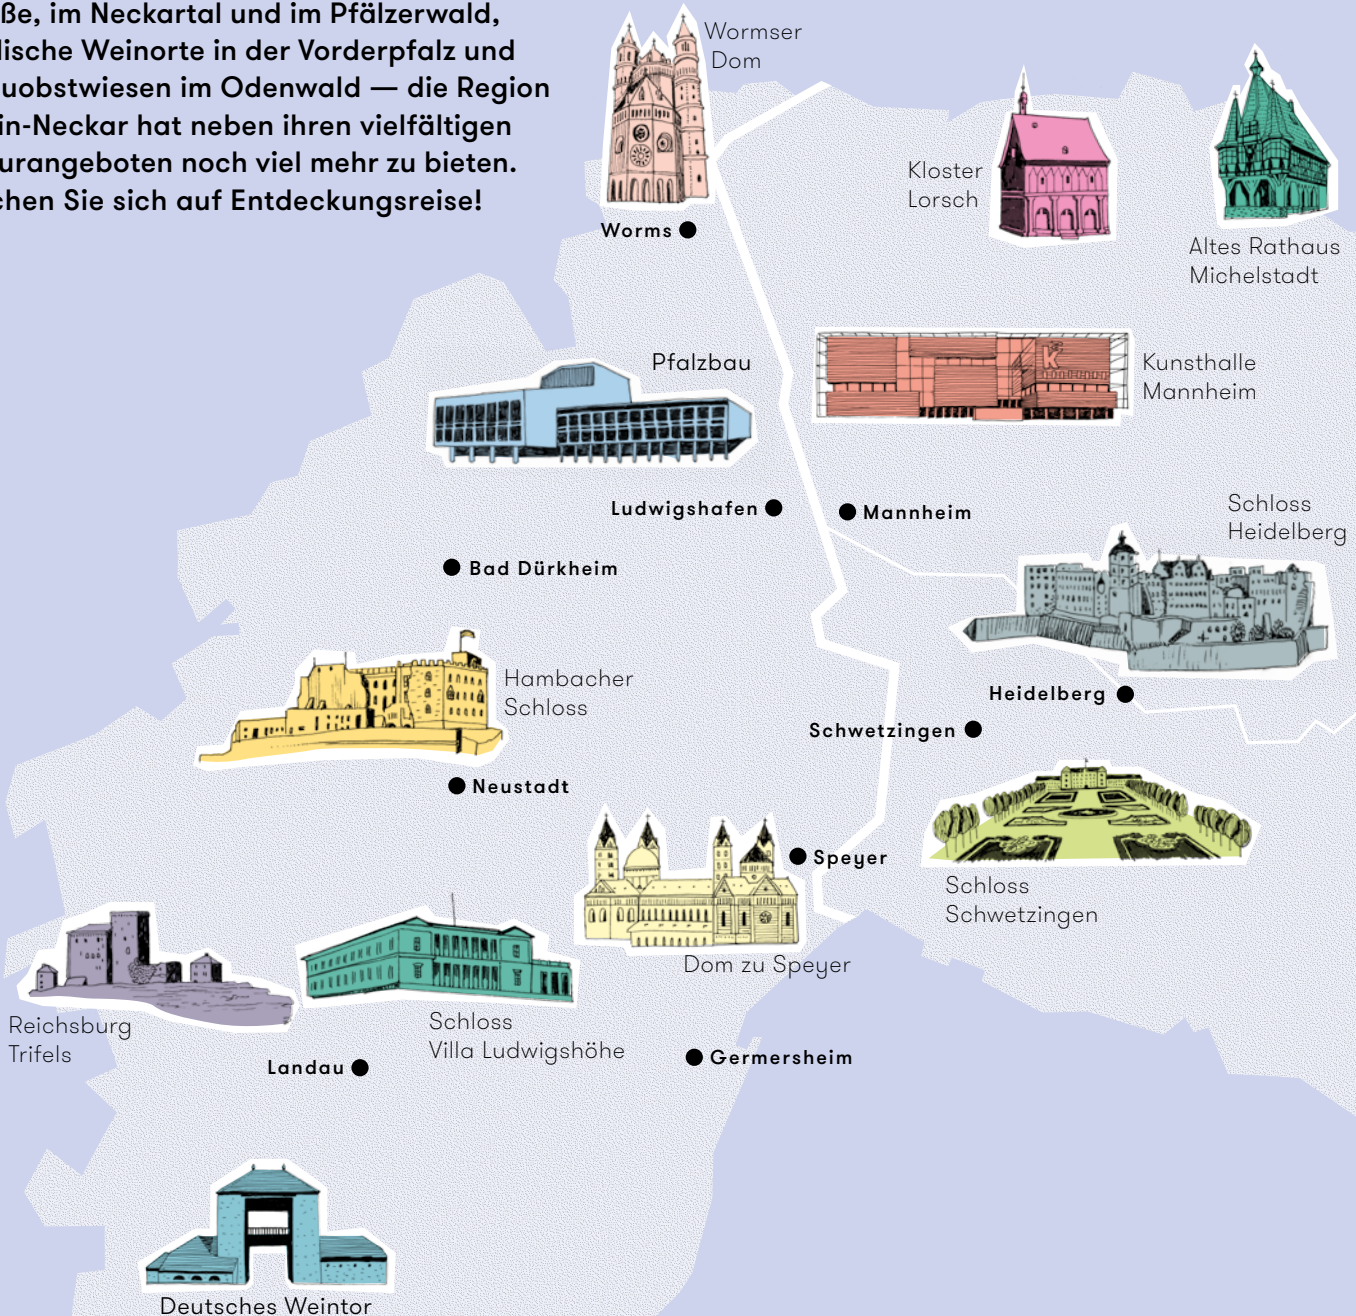 ße, im Neckartal und im Pfälzerwald,
lische Weinorte in der Vorderpfalz und
uobstwiesen im Odenwald — die Region
in-Neckar hat neben ihren vielfältigen
urangeboten noch viel mehr zu bieten.
chen Sie sich auf Entdeckungsreise!
Wormser
Dom
Kloster
Lorsch
Worms
Altes Rathaus
Michelstadt
Pfalzbau
Kunsthalle
Mannheim
Ludwigshafen
Mannheim
Schloss
Heidelberg
Bad Dürkheim
Hambacher
Schloss
Heidelberg
Schwetzingen
Neustadt
Speyer
Schloss
Schwetzingen
Dom zu Speyer
Reichsburg
Trifels
Schloss
Villa Ludwigshöhe
Landau
Germersheim
Deutsches Weintor